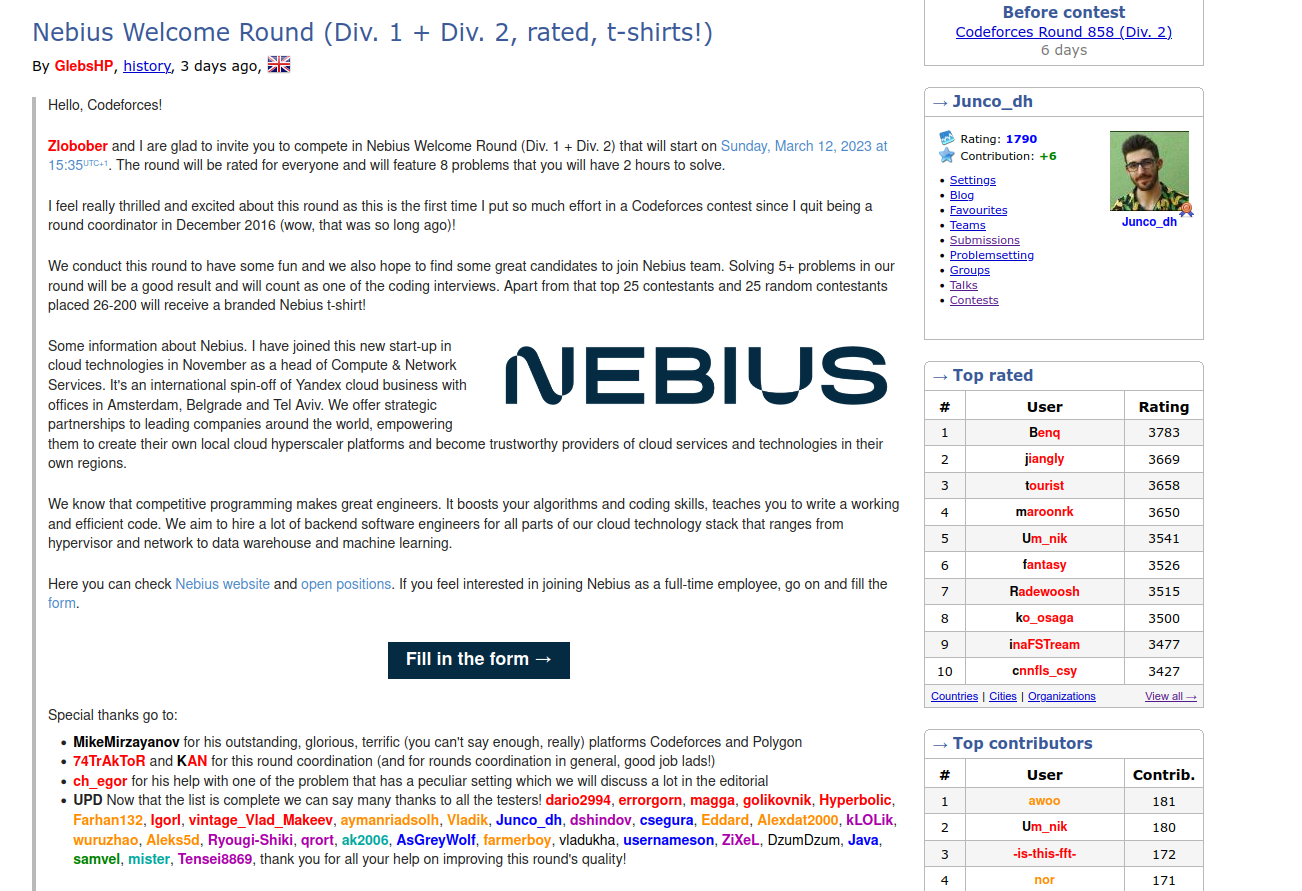 Nebius Welcome Round (Div. 1 + Div. 2, rated, t-shirts!)
By GlebsHP, history, 3 days ago,
Hello, Codeforces!
Zlobober and I are glad to invite you to compete in Nebius Welcome Round (Div. 1 + Div. 2) that will start on Sunday, March 12, 2023 at
15:35UTC+1. The round will be rated for everyone and will feature 8 problems that you will have 2 hours to solve.
I feel really thrilled and excited about this round as this is the first time I put so much effort in a Codeforces contest since I quit being a
round coordinator in December 2016 (wow, that was so long ago)!
We conduct this round to have some fun and we also hope to find some great candidates to join Nebius team. Solving 5+ problems in our
round will be a good result and will count as one of the coding interviews. Apart from that top 25 contestants and 25 random contestants
placed 26-200 will receive a branded Nebius t-shirt!
Some information about Nebius. I have joined this new start-up in
cloud technologies in November as a head of Compute & Network
Services. It's an international spin-off of Yandex cloud business with
offices in Amsterdam, Belgrade and Tel Aviv. We offer strategic
partnerships to leading companies around the world, empowering
them to create their own local cloud hyperscaler platforms and become trustworthy providers of cloud services and technologies in their
own regions.
NEBIUS
We know that competitive programming makes great engineers. It boosts your algorithms and coding skills, teaches you to write a working
and efficient code. We aim to hire a lot of backend software engineers for all parts of our cloud technology stack that ranges from
hypervisor and network to data warehouse and machine learning.
Here you can check Nebius website and open positions. If you feel interested in joining Nebius as a full-time employee, go on and fill the
form.
Fill in the form →
Special thanks go to:
• MikeMirzayanov for his outstanding, glorious, terrific (you can't say enough, really) platforms Codeforces and Polygon
• 74TrAkToR and KAN for this round coordination (and for rounds coordination in general, good job lads!)
• ch_egor for his help with one of the problem that has a peculiar setting which we will discuss a lot in the editorial
• UPD Now that the list is complete we can say many thanks to all the testers! dario2994, errorgorn, magga, golikovnik, Hyperbolic,
Farhan132, Igorl, vintage_Vlad_Makeev, aymanriadsolh, Vladik, Junco_dh, dshindov, csegura, Eddard, Alexdat2000, kLOLik,
wuruzhao, Aleks5d, Ryougi-Shiki, qrort, ak2006, AsGreyWolf, farmerboy, vladukha, usernameson, ZiXeL, DzumDzum, Java,
samvel, mister, Tensei8869, thank you for all your help on improving this round's quality!
Before contest
Codeforces Round 858 (Div. 2)
6 days
→ Junco_dh
Rating: 1790
Contribution: +6
• Settings
• Blog
• Favourites
• Teams
• Submissions
• Problemsetting
• Groups
• Talks
• Contests
Junco_dh
→ Top rated
# User Rating
1 Benq 3783
2 jiangly 3669
3 tourist 3658
4 maroonrk 3650
5 Um_nik 3541
6 fantasy 3526
7 Radewoosh 3515
8 ko_osaga 3500
9 inaFSTream 3477
10 cnnfls_csy 3427
Countries | Cities | Organizations View all →
→ Top contributors
# User Contrib.
1 awoo 181
2 Um_nik 180
3 -is-this-fft- 172
4 nor 171